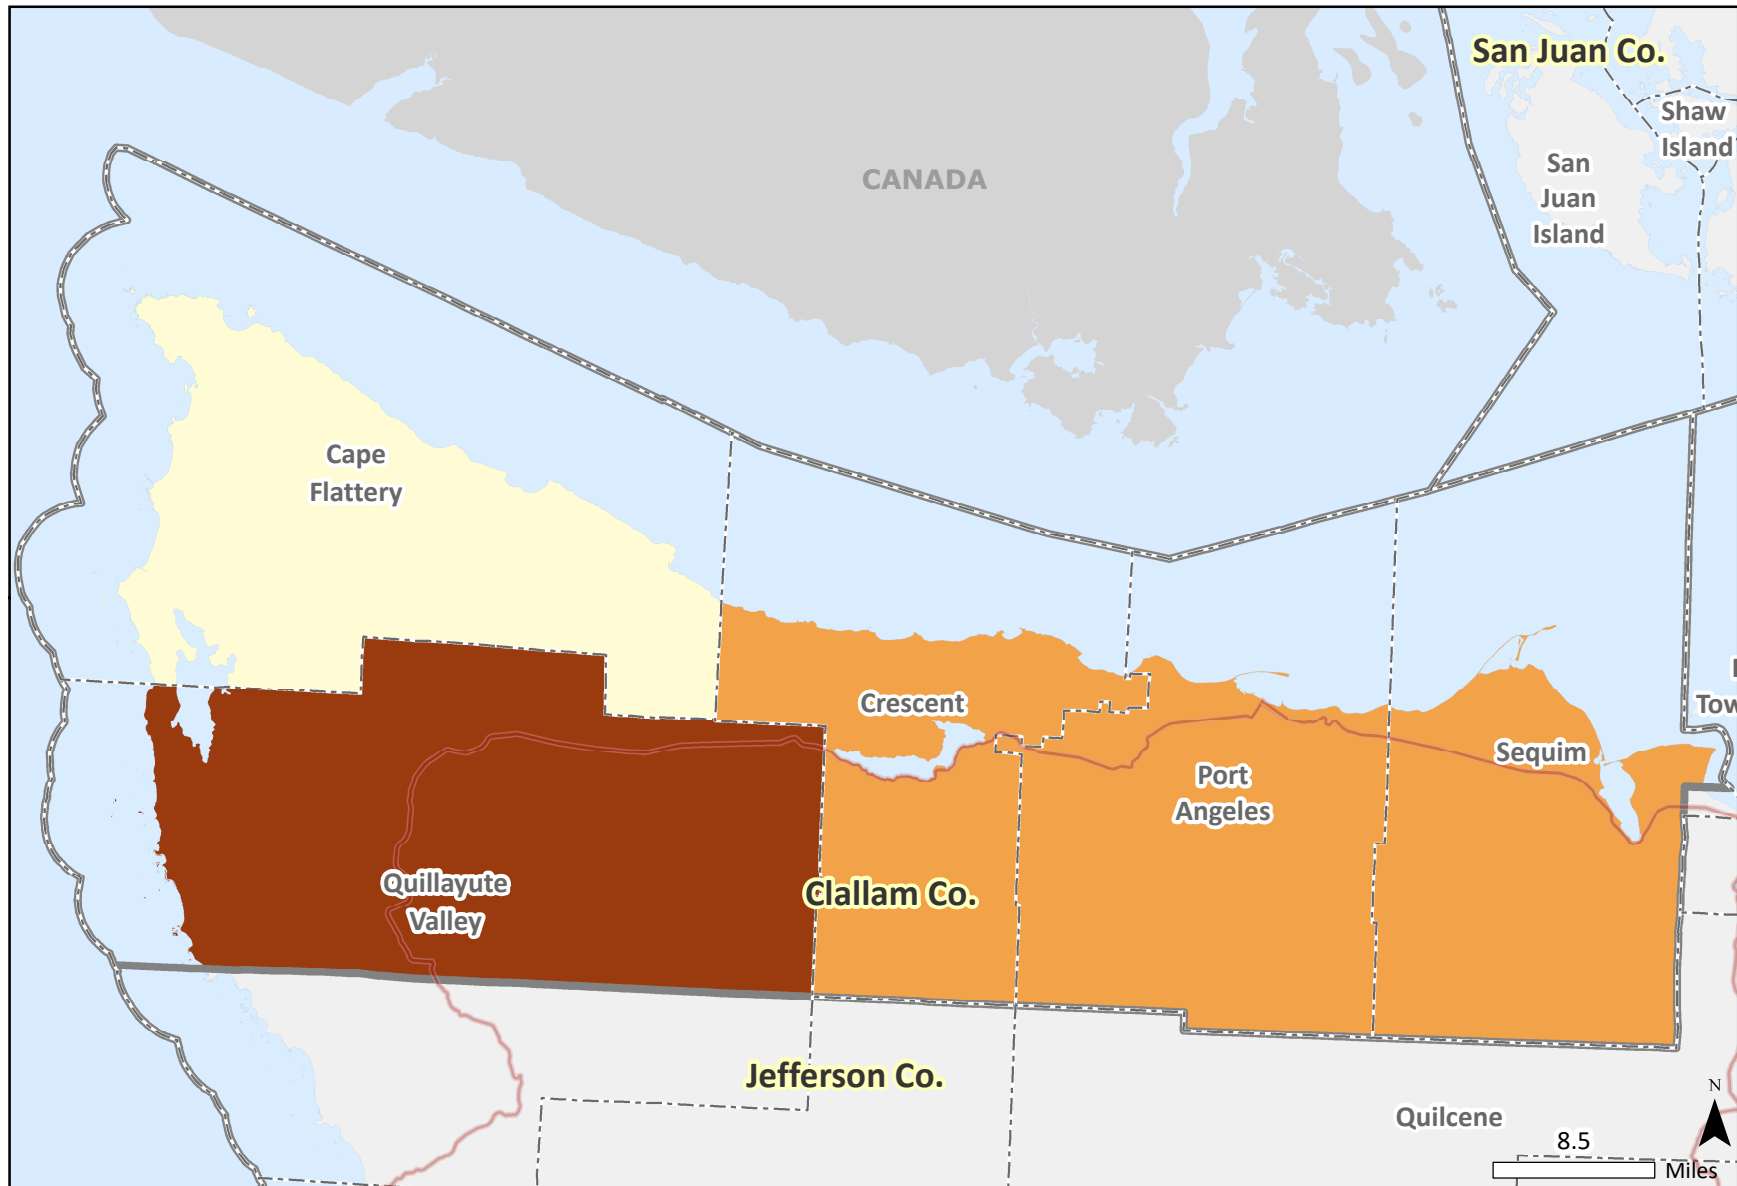 San Juan Co.
Shaw
Island
San
Juan
Island
CANADA
Cape
Flattery
Crescent
Tow
Sequim
Port
Angeles
Quillayute
Valley
Clallam Co.
Jefferson Co.
N
Quilcene
8.5
Miles